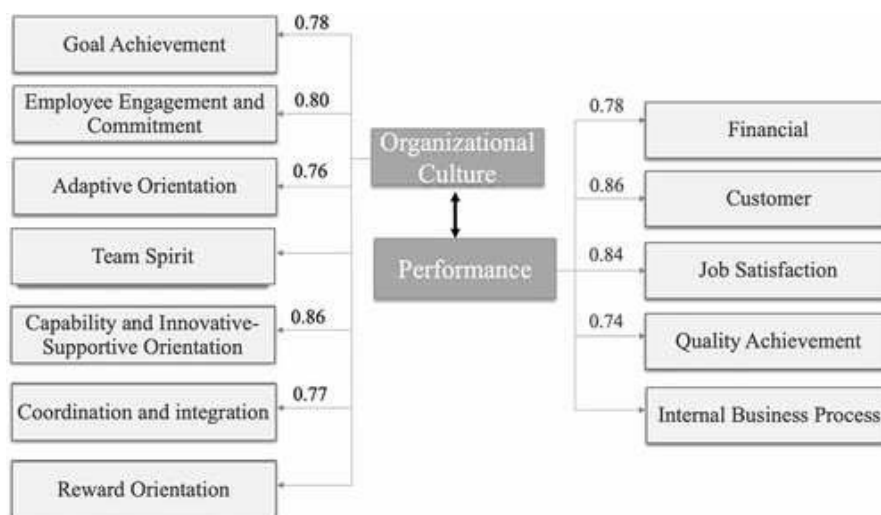 0.78
Goal Achievement
0.80
Employee Engagement and
Commitment
0.76
Adaptive Orientation
Team Spirit
0.86
Capability and Innovative-
Supportive Orientation
0.77
Coordination and integration
Reward Orientation
Organizational
Culture
Performance
0.78
Financial
0.86
Customer
0.84
Job Satisfaction
0.74
Quality Achievement
Internal Business Process